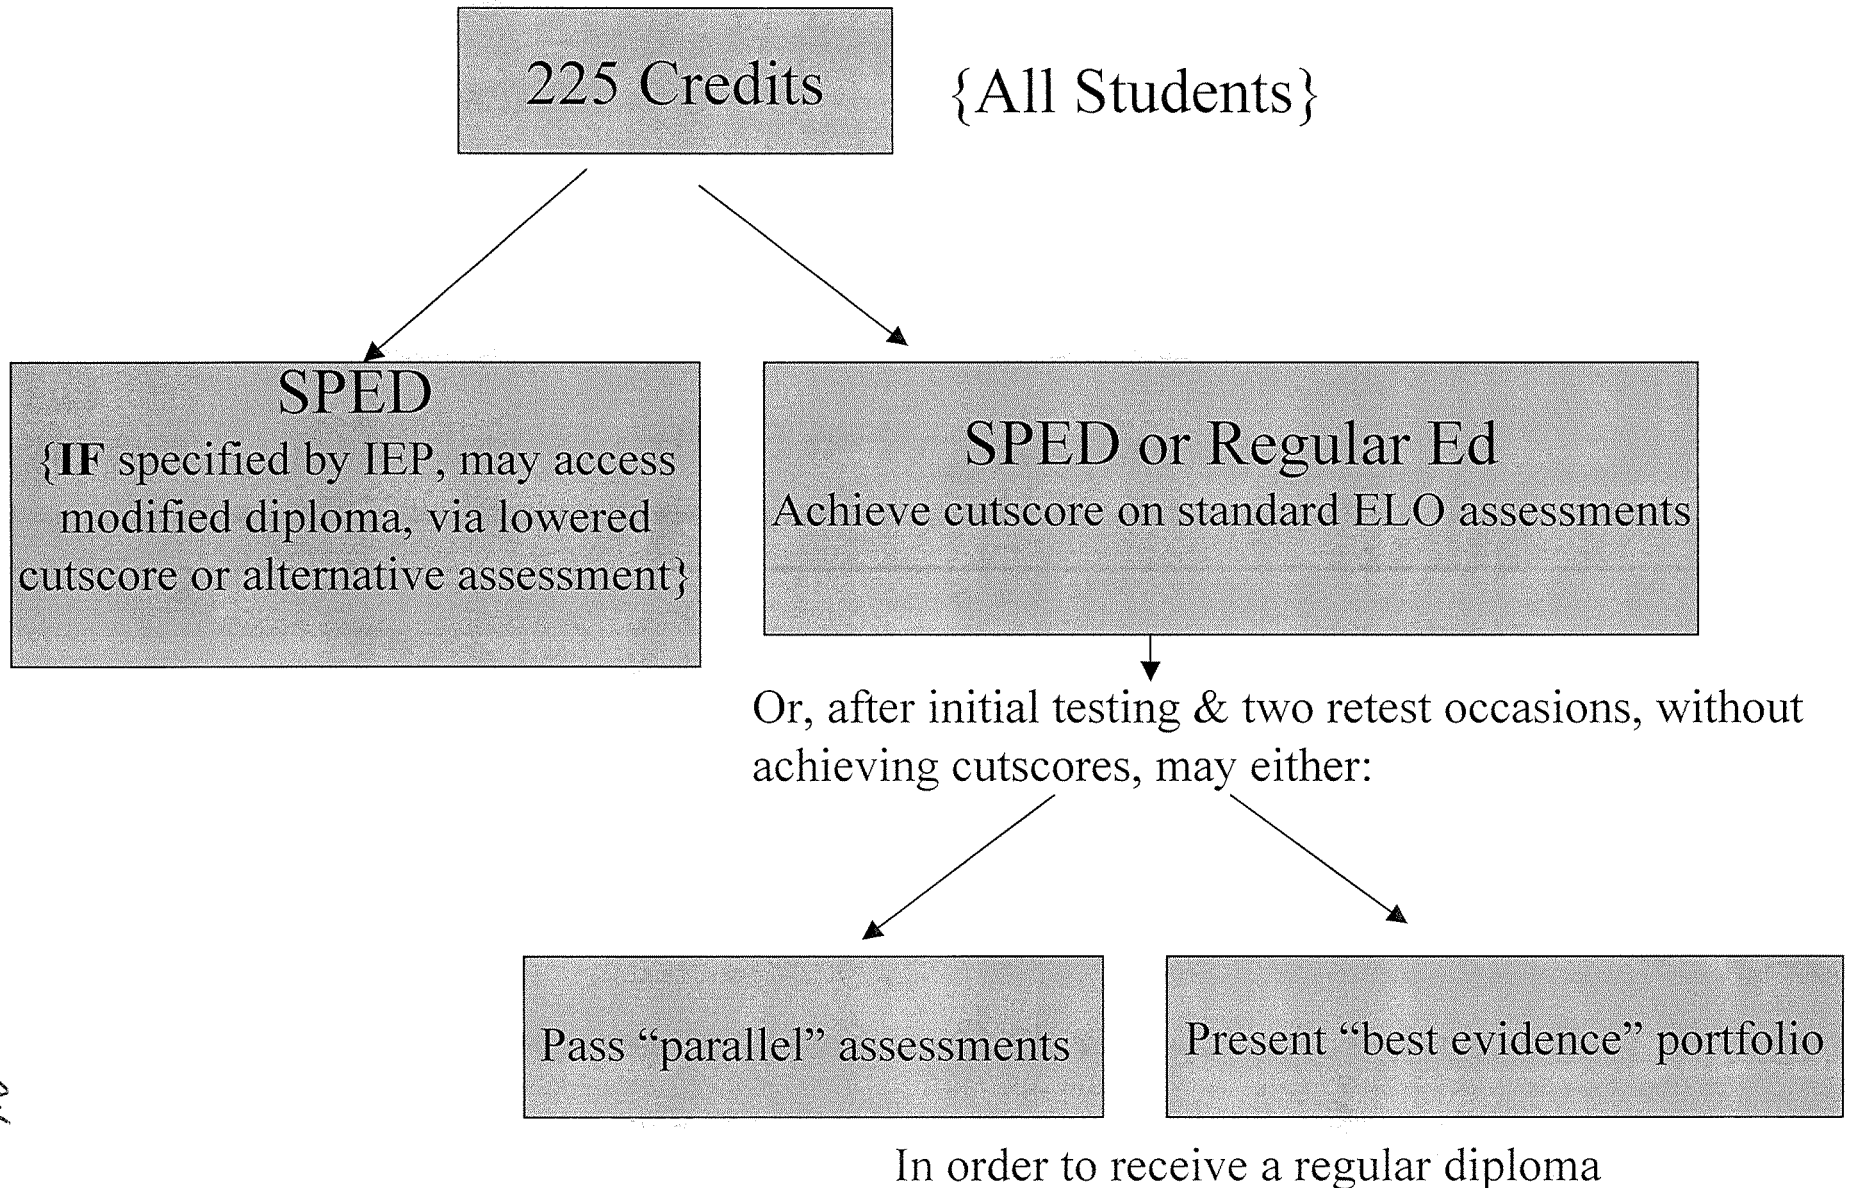 225 Credits
{All Students}
SPED
{IF specified by IEP, may access
modified diploma, via lowered
cutscore or alternative assessment}
SPED or Regular Ed
Achieve cutscore on standard ELO assessments
Or, after initial testing & two retest occasions, without
achieving cutscores, may either:
Pass “parallel” assessments
Present “best evidence” portfolio
In order to receive a regular diploma